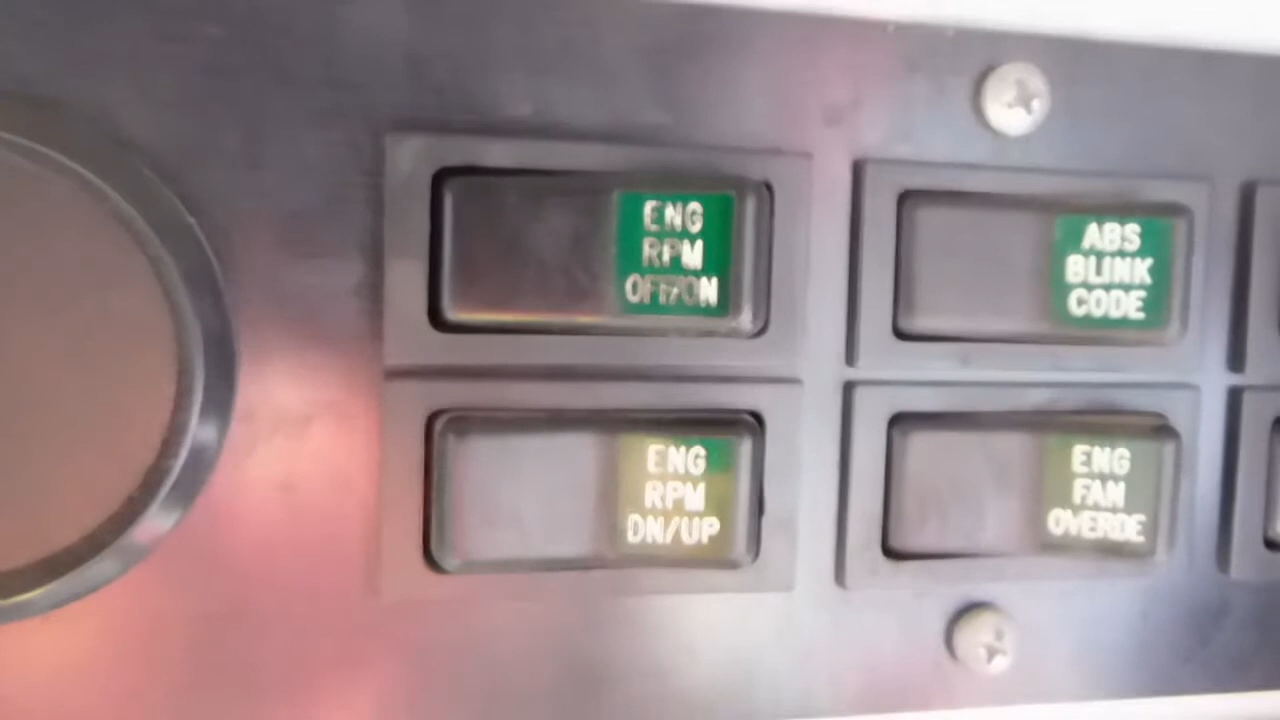 ENG
RPM
OFF/ON
ABS
BLINK
CODE
ENG
RPM
DN/UP
ENG
FAN
OVERDE